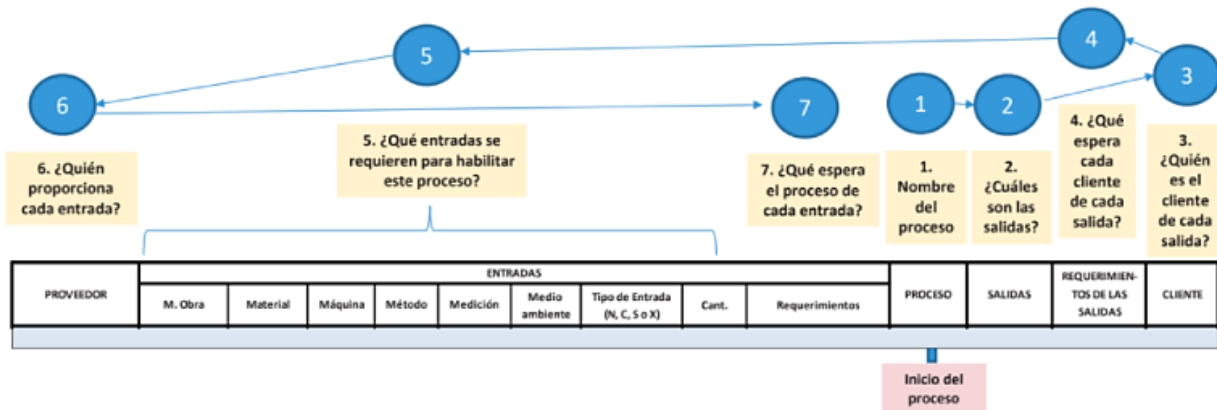 4
5
3
6
7
1
2
6. ¿Quién
proporciona
cada entrada?
5. ¿Qué entradas se
requieren para habilitar
este proceso?
7. ¿Qué espera
el proceso de
cada entrada?
1.
Nombre
del
proceso
2.
¿Cuáles
son las
salidas?
4. ¿Qué
espera
cada
cliente
de cada
salida?
3.
¿Quién
es el
cliente
de cada
salida?
PROVEEDOR
ENTRADAS
M. Obra
Material
Máquina
Método
Medición
Medio
ambiente
Tipo de Entrada
(N, C, S o X)
Cant.
Requerimientos
PROCESO
SALIDAS
REQUERIMIEN-
TOS DE LAS
SALIDAS
CLIENTE
Inicio del
proceso